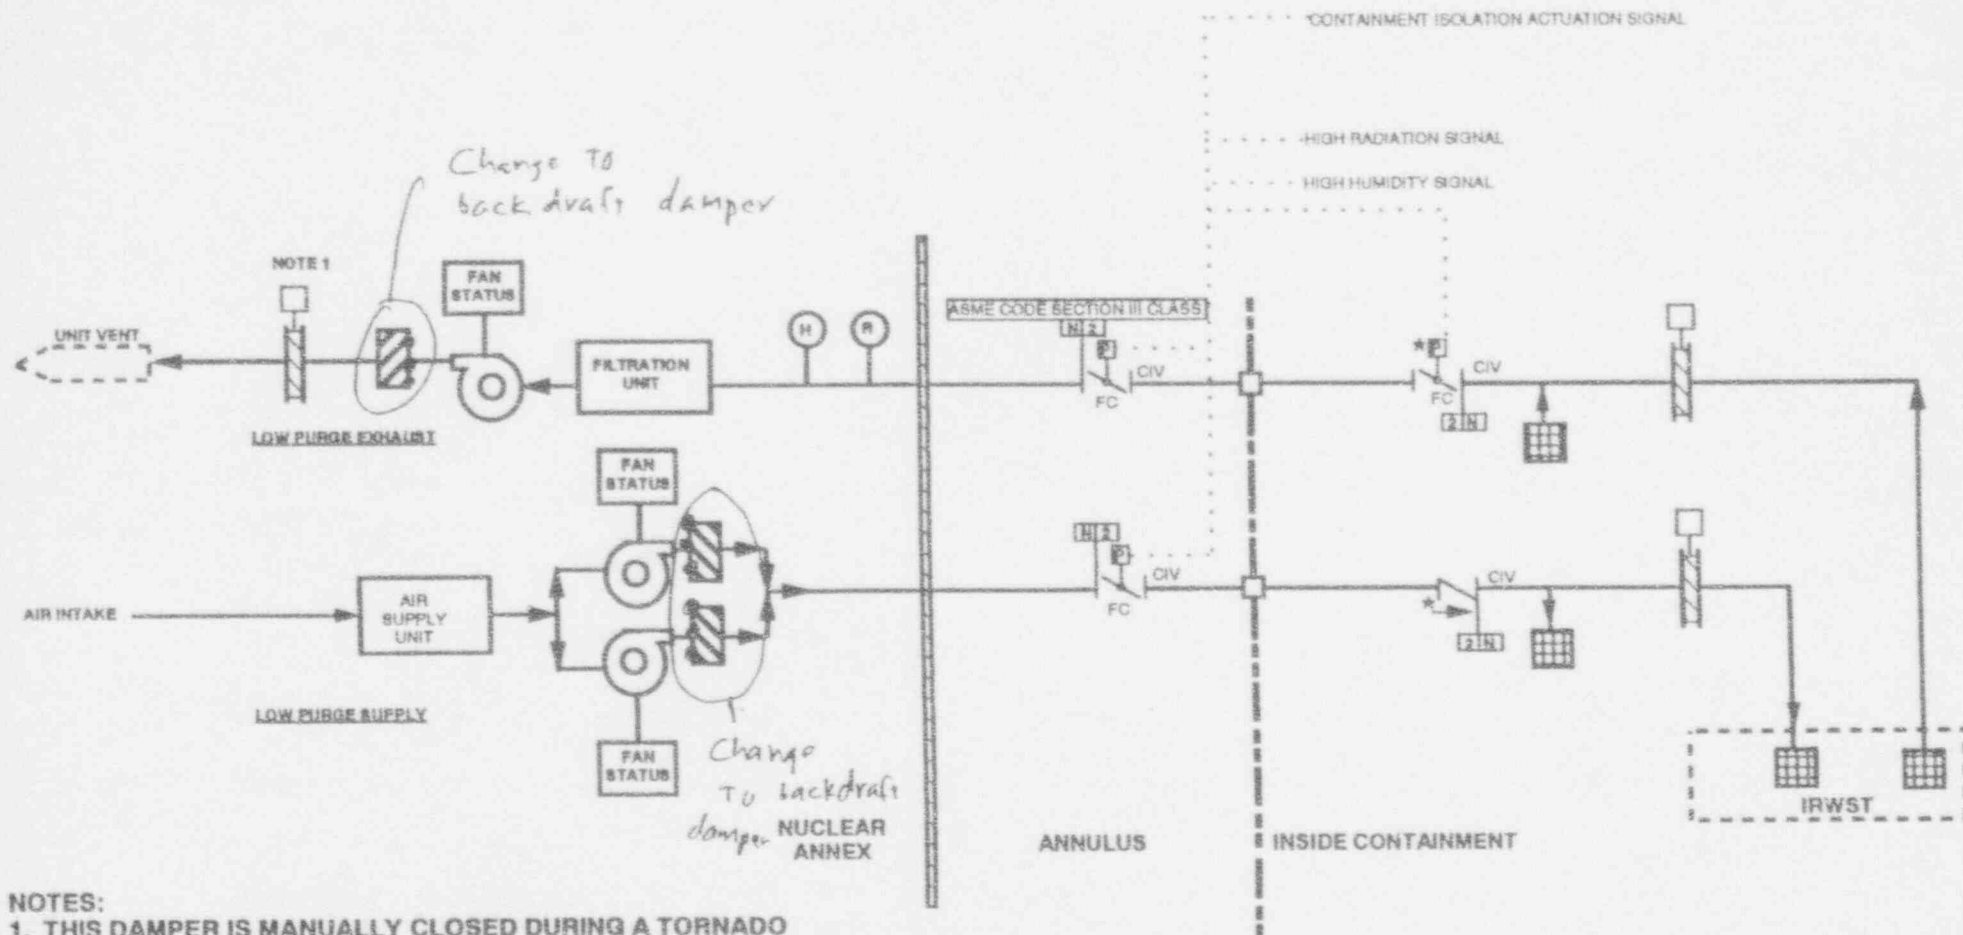 CONTAINMENT ISOLATION ACTUATION SIGNAL
HIGH RADIATION SIGNAL
HIGH HUMIDITY SIGNAL
Change To
backdraft damper
NOTE 1
FAN
STATUS
UNIT VENT
FILTRATION
UNIT
H
R
ASME CODE SECTION III CLASS
N 2
P
CIV
FC
*P
CIV
FC
2 N
LOW PURGE EXHAUST
FAN
STATUS
N 2
P
CIV
FC
CIV
*
2 N
AIR INTAKE
AIR
SUPPLY
UNIT
LOW PURGE SUPPLY
FAN
STATUS
Change
To backdraft
damper
NUCLEAR
ANNEX
ANNULUS
INSIDE CONTAINMENT
IRWST
NOTES:
1. THIS DAMPER IS MANUALLY CLOSED DURING A TORNADO